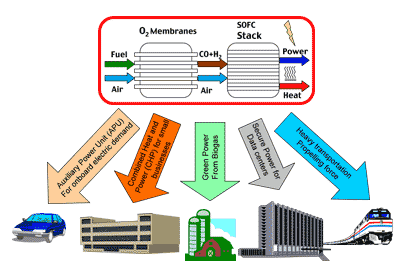 O2 Membranes
SOFC
Stack
Fuel
CO+H2
Power
Air
Air
Heat
Auxiliary Power Unit (APU)
For onboard electric demand
Combined Heat and
Power (CHP) for small
businesses
Green Power
From Biogas
Secure Power for
Data centers
Heavy transportation
Propelling force